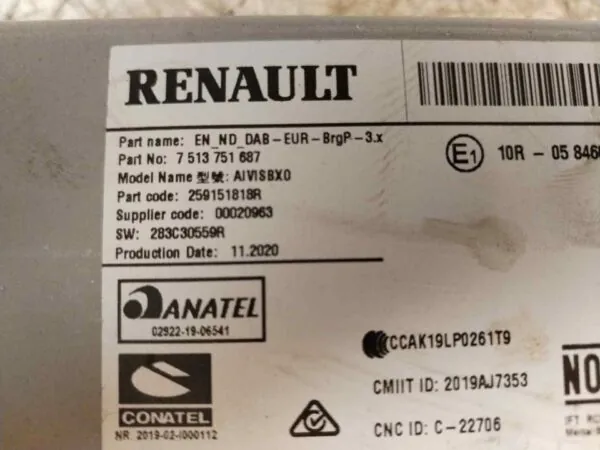 RENAULT
Part name: EN_ND_DAB-EUR-BrgP-3.x
Part No: 7 513 751 687
Model Name 型號: AIVISBX0
Part code: 259151818R
Supplier code: 00020963
SW: 283C30559R
Production Date: 11.2020
E1 10R - 05 8460
ANATEL
02922-19-06541
CCAK19LP0261T9
CMIIT ID: 2019AJ7353
CNC ID: C-22706
CONATEL
NR: 2019-02-I000112
NO
IFT